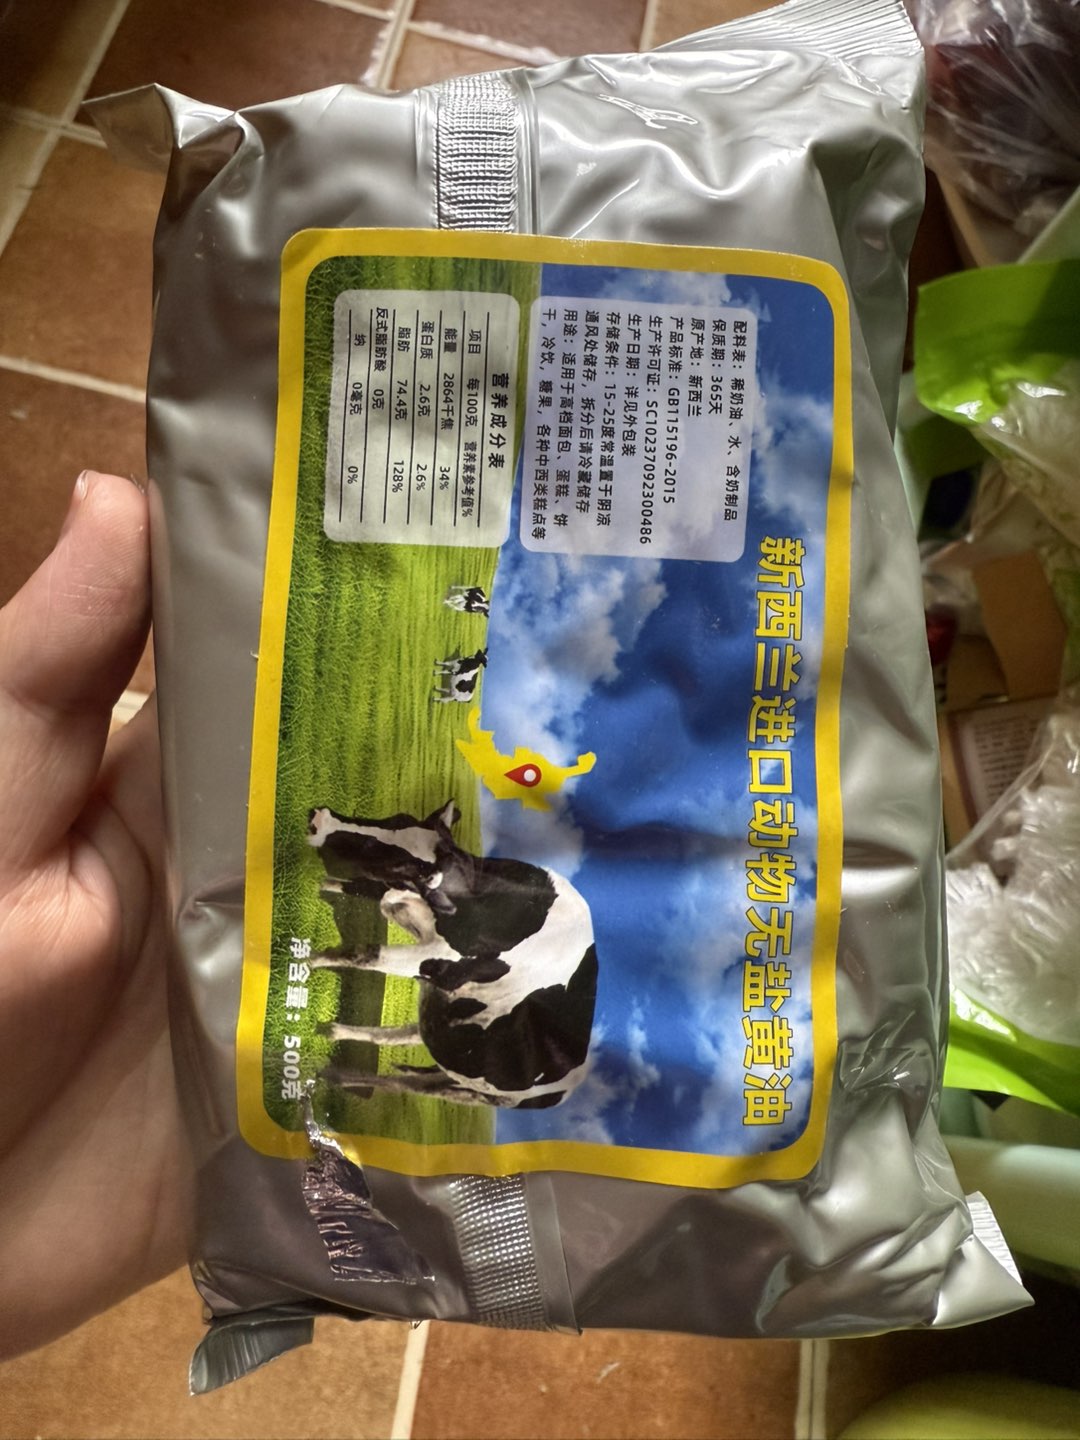 新西兰进口动物无盐黄油
配料表：稀奶油、水、含奶制品
保质期：365天
原产地：新西兰
产品标准：GB1115196-2015
生产许可证：SC10237092300486
生产日期：详见外包装
存储条件：15-25度常温置于阴凉
通风处储存，拆分后请冷藏储存
用途：适用于高档面包、蛋糕、饼
干，冷饮，糖果，各种中西类糕点等
营养成分表
项目 每100克 营养素参考值%
能量 2864千焦 34%
蛋白质 2.6克 2.6%
脂肪 74.4克 128%
反式脂肪酸 0克
纳 0毫克 0%
净含量：500克